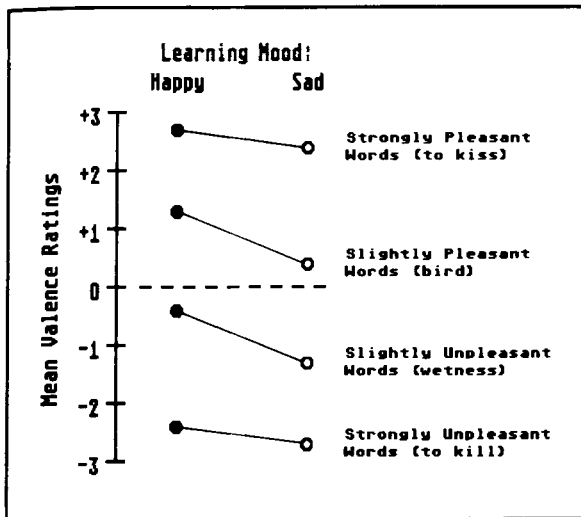 Learning Mood:
Happy Sad
+3
+2
+1
0
-1
-2
-3
Mean Valence Ratings
Strongly Pleasant
Words (to kiss)
Slightly Pleasant
Words (bird)
Slightly Unpleasant
Words (wetness)
Strongly Unpleasant
Words (to kill)